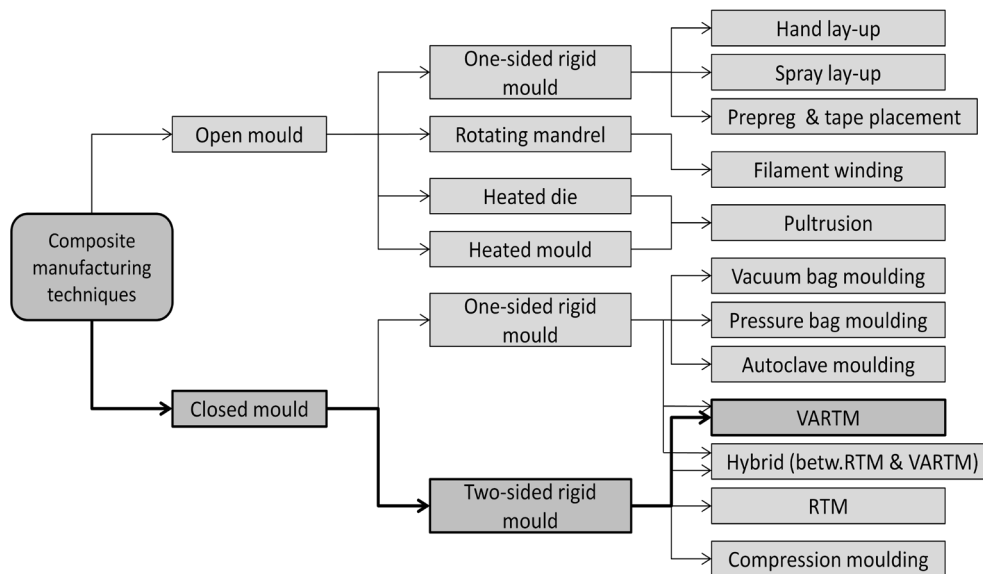 Hand lay-up
One-sided rigid
mould
Spray lay-up
Prepreg & tape placement
Open mould
Rotating mandrel
Filament winding
Heated die
Composite
manufacturing
techniques
Pultrusion
Heated mould
Vacuum bag moulding
One-sided rigid
mould
Pressure bag moulding
Autoclave moulding
Closed mould
VARTM
Hybrid (betw.RTM & VARTM)
Two-sided rigid
mould
RTM
Compression moulding